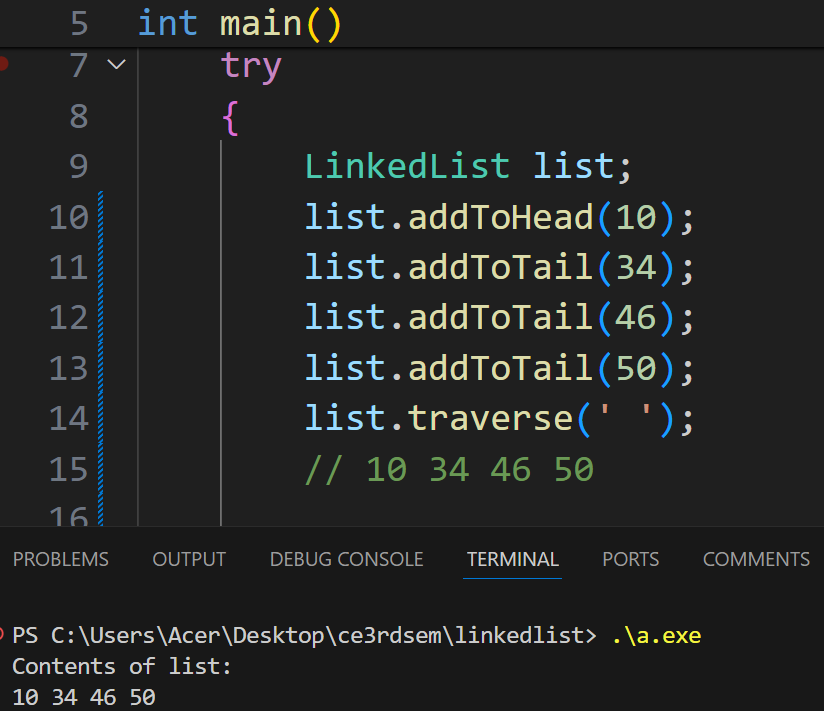 5 int main()
7 try
8 {
9 LinkedList list;
10 list.addToHead(10);
11 list.addToTail(34);
12 list.addToTail(46);
13 list.addToTail(50);
14 list.traverse(' ');
15 // 10 34 46 50
16
PROBLEMS OUTPUT DEBUG CONSOLE TERMINAL PORTS COMMENTS
PS C:\Users\Acer\Desktop\ce3rdsem\linkedlist> .\a.exe
Contents of list:
10 34 46 50